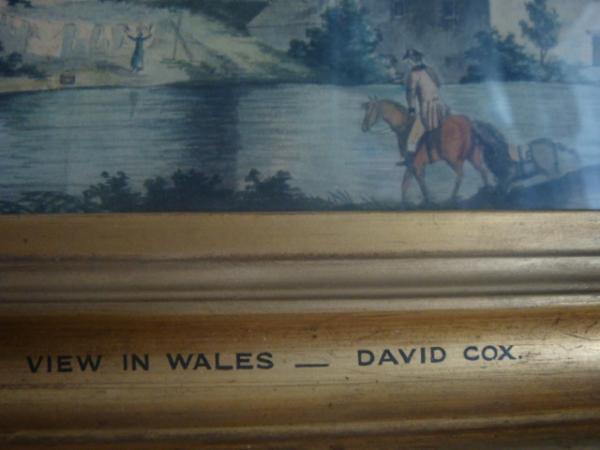 VIEW IN WALES — DAVID COX.